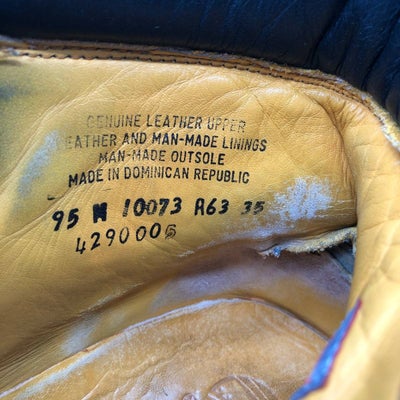 GENUINE LEATHER UPPER
LEATHER AND MAN-MADE LININGS
MAN-MADE OUTSOLE
MADE IN DOMINICAN REPUBLIC
95 M 10073 A63 35
4290005